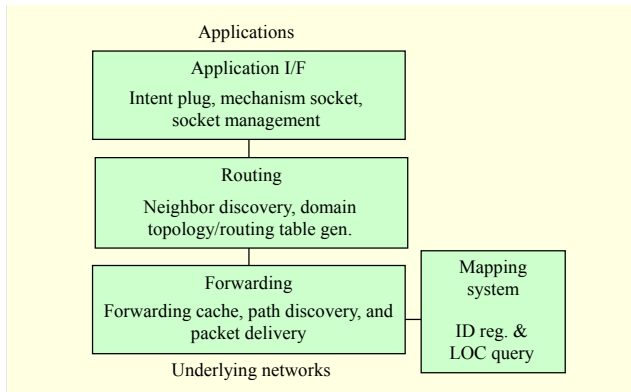 Applications
Application I/F
Intent plug, mechanism socket,
socket management
Routing
Neighbor discovery, domain
topology/routing table gen.
Forwarding
Forwarding cache, path discovery, and
packet delivery
Mapping
system
ID reg. &
LOC query
Underlying networks